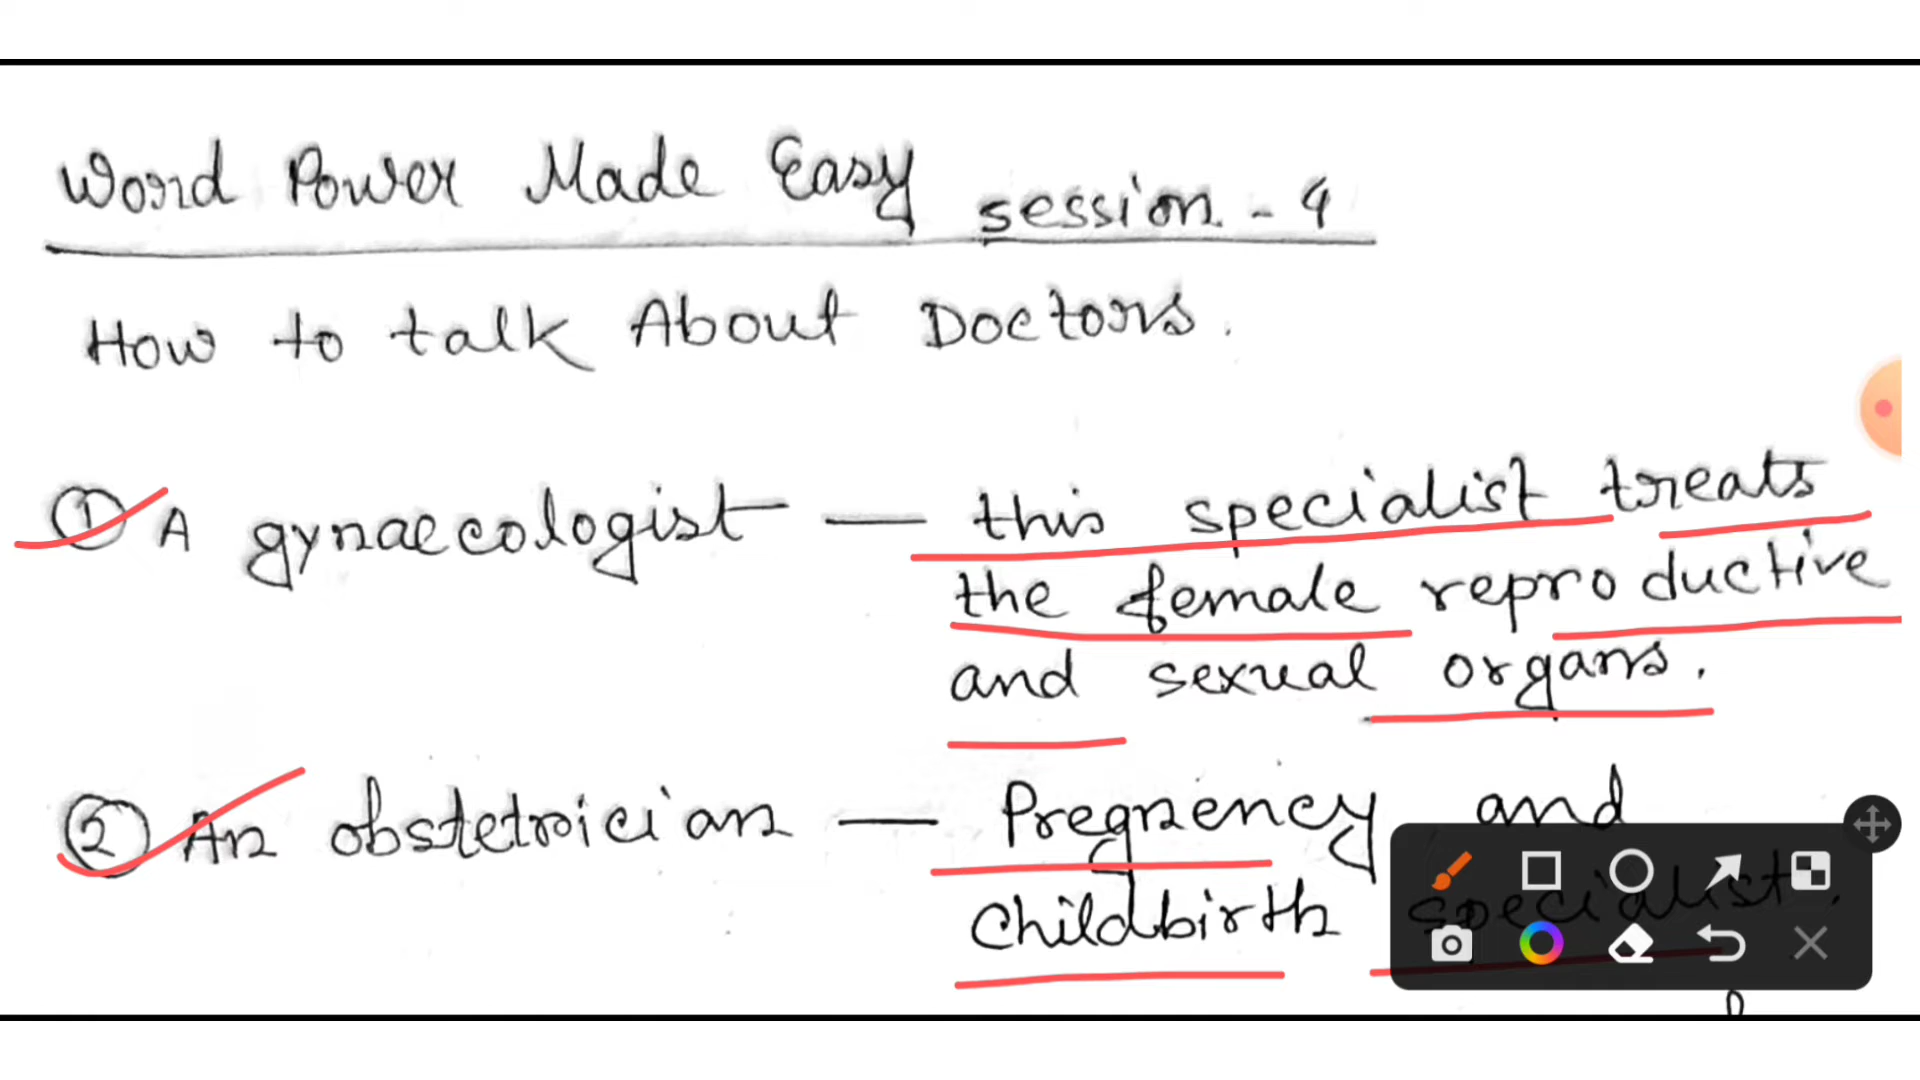 Word Power Made Easy session - 4
How to talk About Doctors.
① A gynaecologist — this specialist treats
the female reproductive
and sexual organs.
② An obstetrician — Pregnency and
Childbirth specialist.